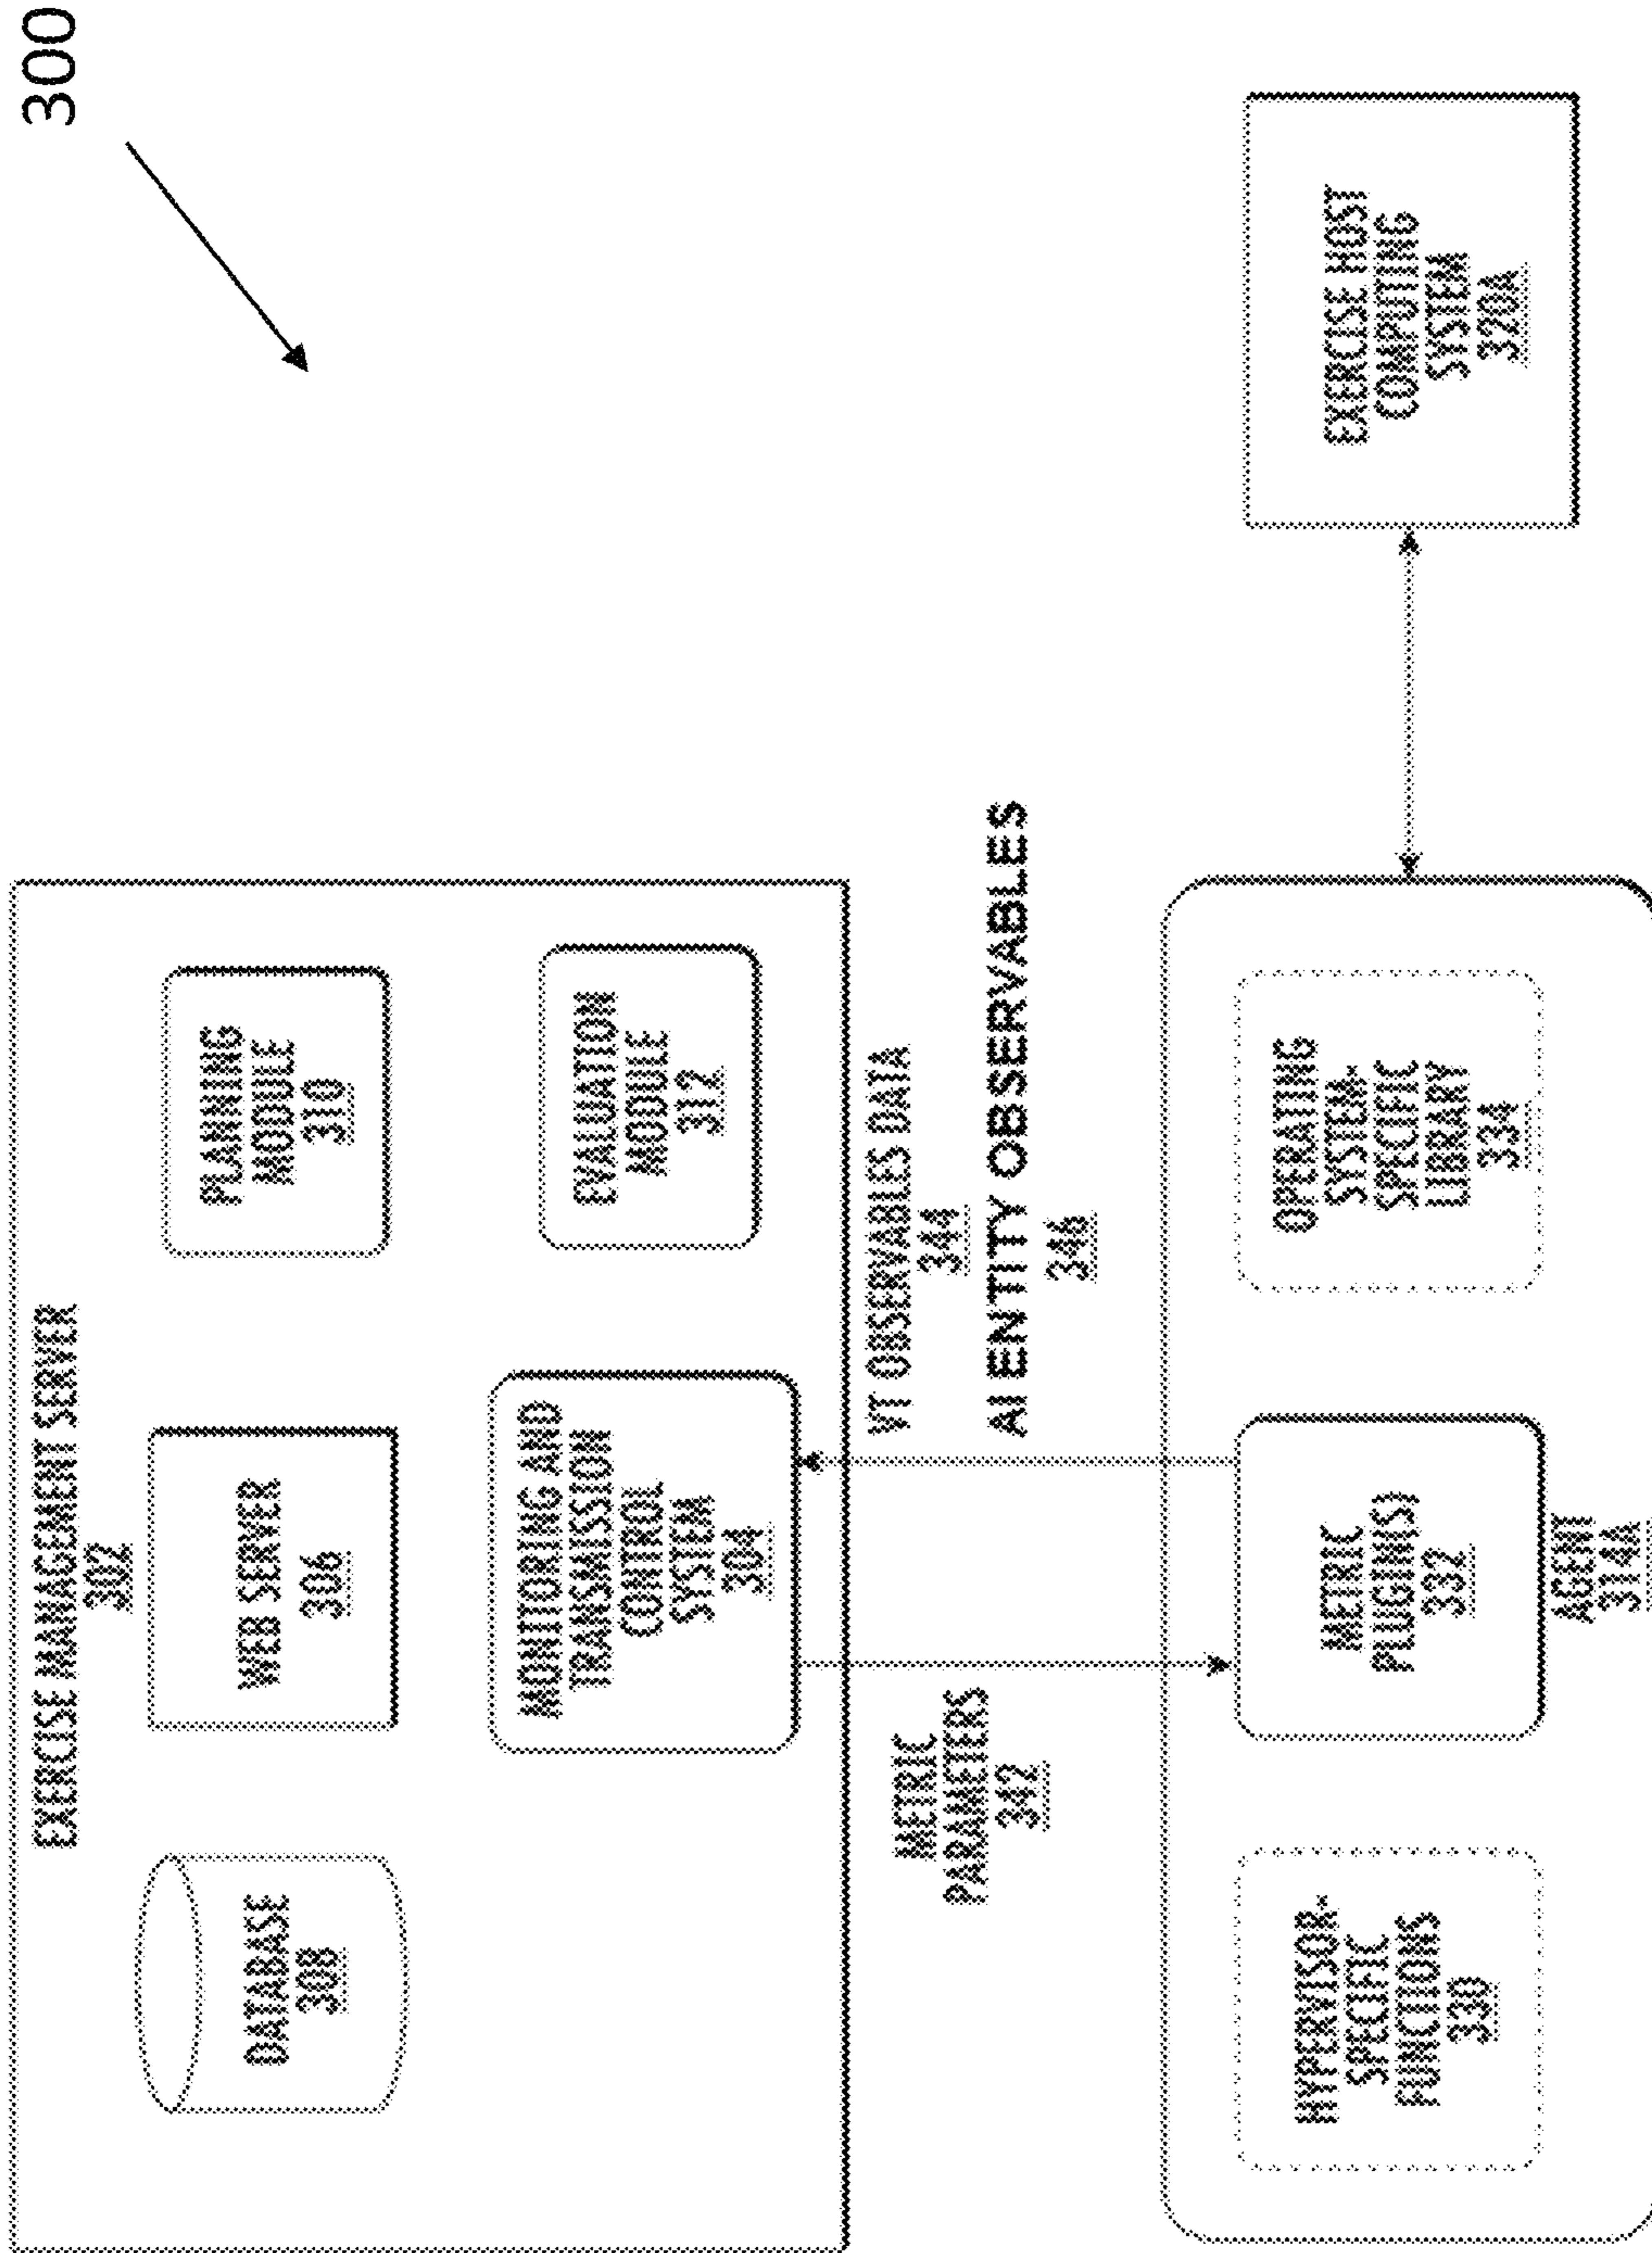 300
EXERCISE MANAGEMENT SERVER
302
DATABASE
308
WEB SERVER
306
PLANNING
MODULE
310
MONITORING AND
TRANSMISSION
CONTROL
SYSTEM
304
EVALUATION
MODULE
312
METRIC
PARAMETERS
342
VT OBSERVABLES DATA
344
AI ENTITY OBSERVABLES
346
HYPERVISOR-
SPECIFIC
FUNCTIONS
330
METRIC
PLUGIN(S)
332
OPERATING
SYSTEM-
SPECIFIC
LIBRARY
334
AGENT
314A
EXERCISE HOST
COMPUTING
SYSTEM
320A